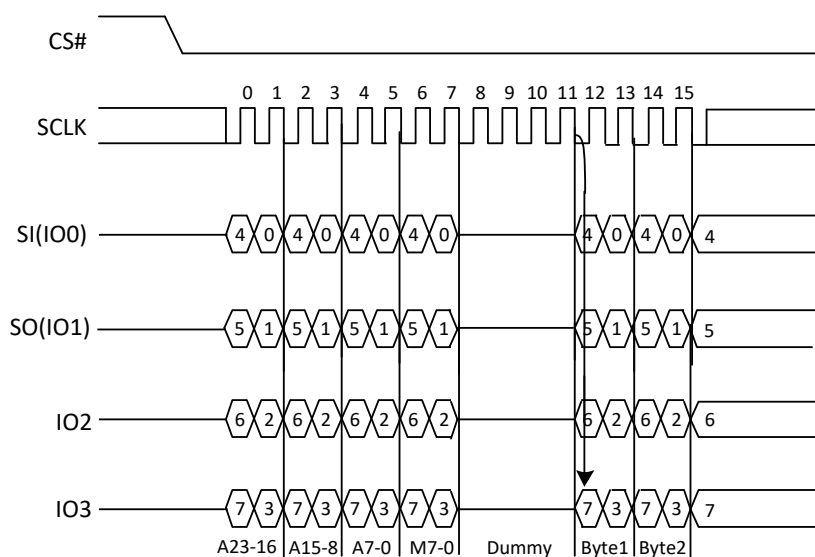 CS#
0 1 2 3 4 5 6 7 8 9 10 11 12 13 14 15
SCLK
SI(IO0) 4 0 4 0 4 0 4 0 4 0 4 0 4
SO(IO1) 5 1 5 1 5 1 5 1 5 1 5 1 5
IO2 6 2 6 2 6 2 6 2 6 2 6 2 6
IO3 7 3 7 3 7 3 7 3 7 3 7 3 7
A23-16 A15-8 A7-0 M7-0 Dummy Byte1 Byte2